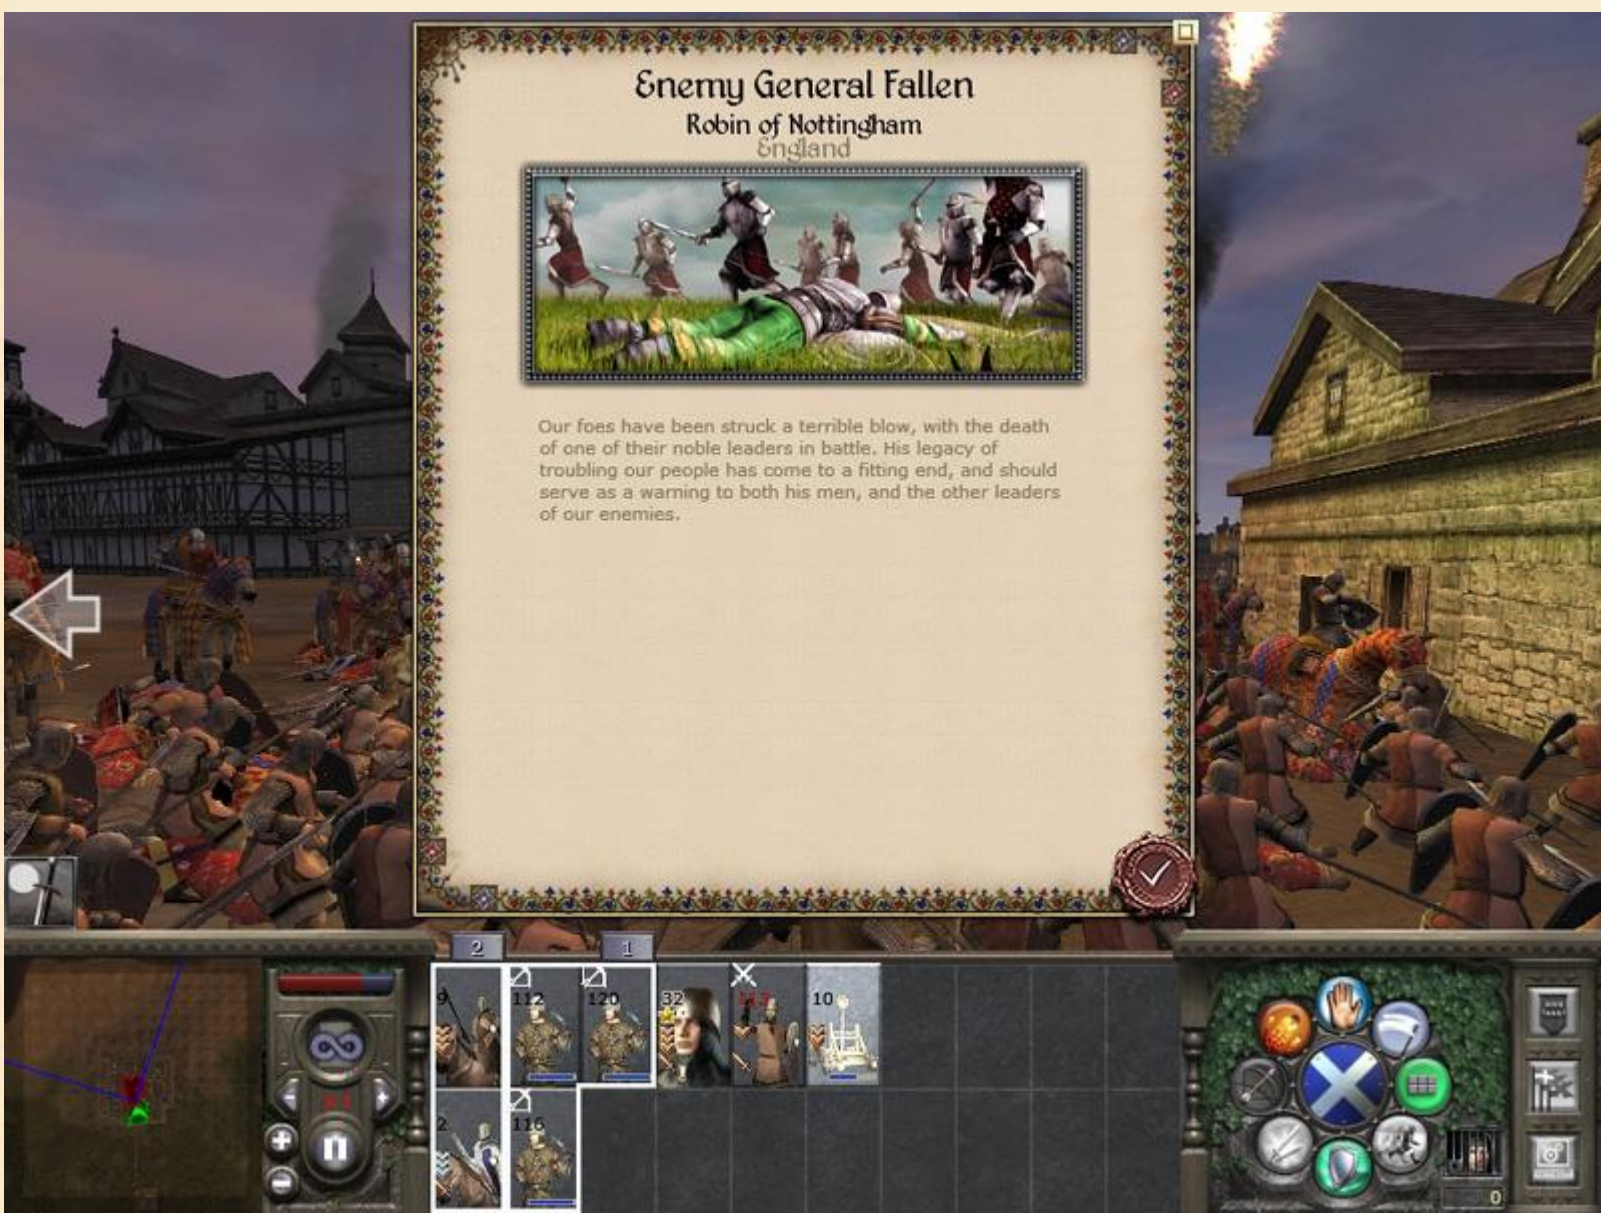 Enemy General Fallen
Robin of Nottingham
England
Our foes have been struck a terrible blow, with the death
of one of their noble leaders in battle. His legacy of
troubling our people has come to a fitting end, and should
serve as a warning to both his men, and the other leaders
of our enemies.
2
1
9
112
120
32
113
10
x1
2
116
0